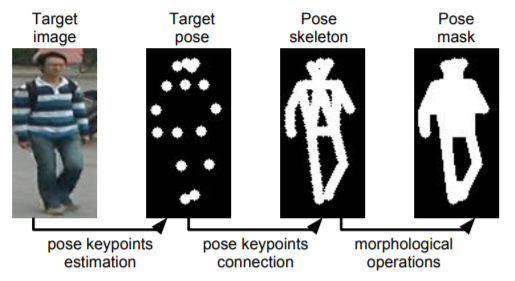 Target
image
Target
pose
Pose
skeleton
Pose
mask
pose keypoints
estimation
pose keypoints
connection
morphological
operations